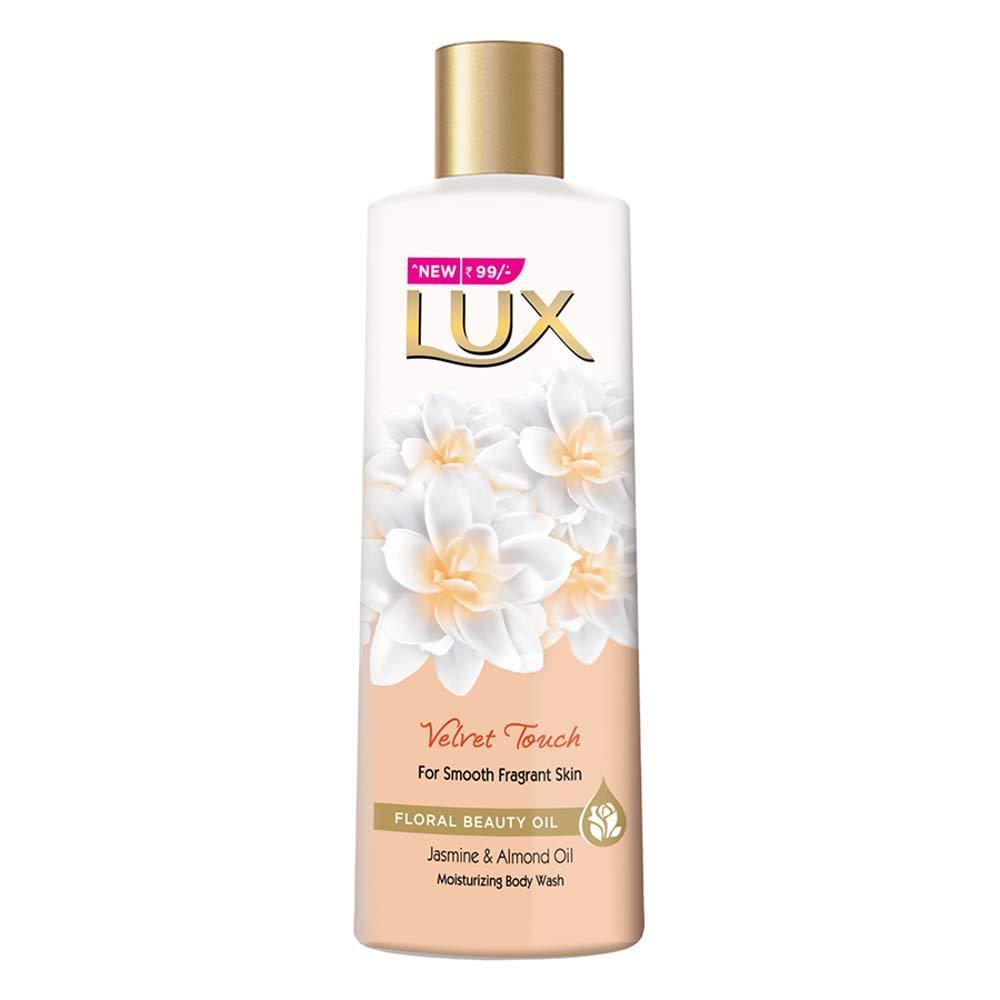 ^NEW ₹99/-*
LUX
Velvet Touch
For Smooth Fragrant Skin
FLORAL BEAUTY OIL
Jasmine & Almond Oil
Moisturizing Body Wash